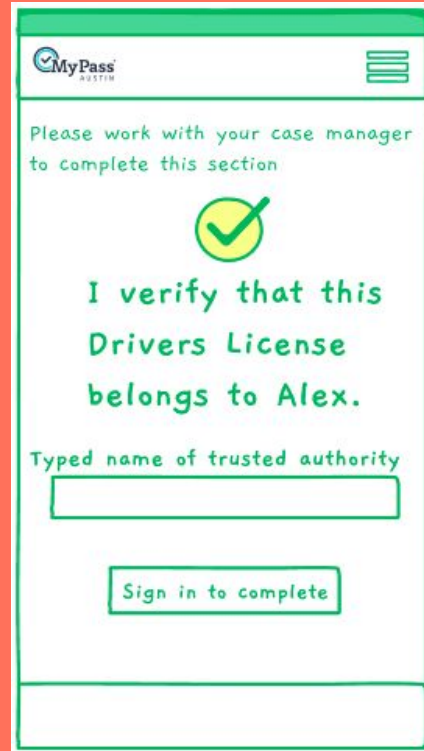 MyPass
AUSTIN
Please work with your case manager
to complete this section
I verify that this
Drivers License
belongs to Alex.
Typed name of trusted authority
Sign in to complete